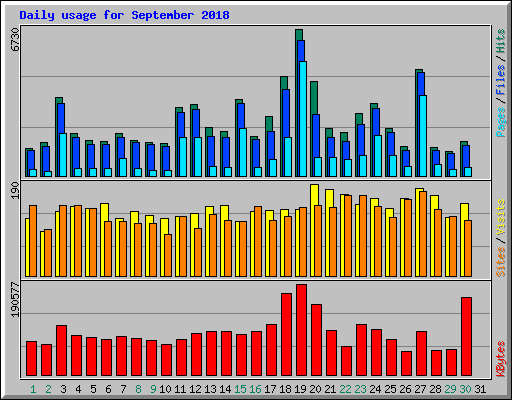 Daily usage for September 2018
6730
Pages / Files / Hits
190
Sites / Visits
190577
KBytes
1 2 3 4 5 6 7 8 9 10 11 12 13 14 15 16 17 18 19 20 21 22 23 24 25 26 27 28 29 30 31